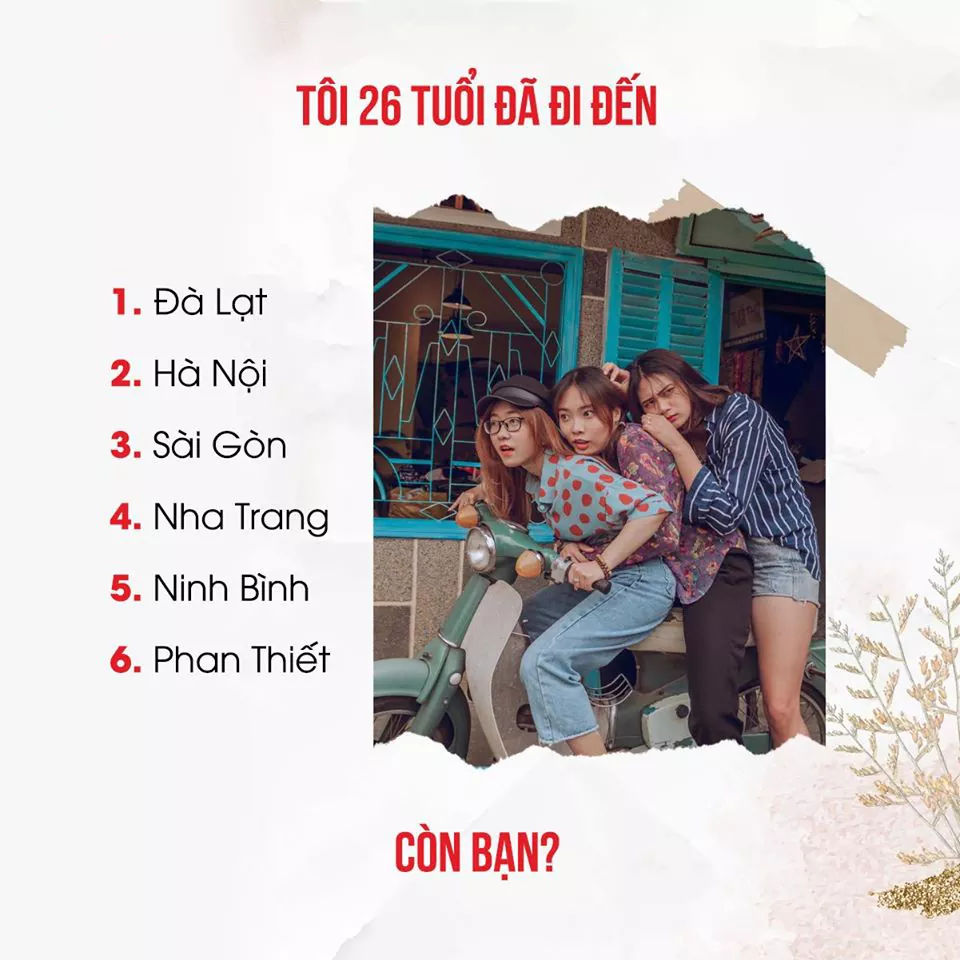 TÔI 26 TUỔI ĐÃ ĐI ĐẾN
1. Đà Lạt
2. Hà Nội
3. Sài Gòn
4. Nha Trang
5. Ninh Bình
6. Phan Thiết
CÒN BẠN?